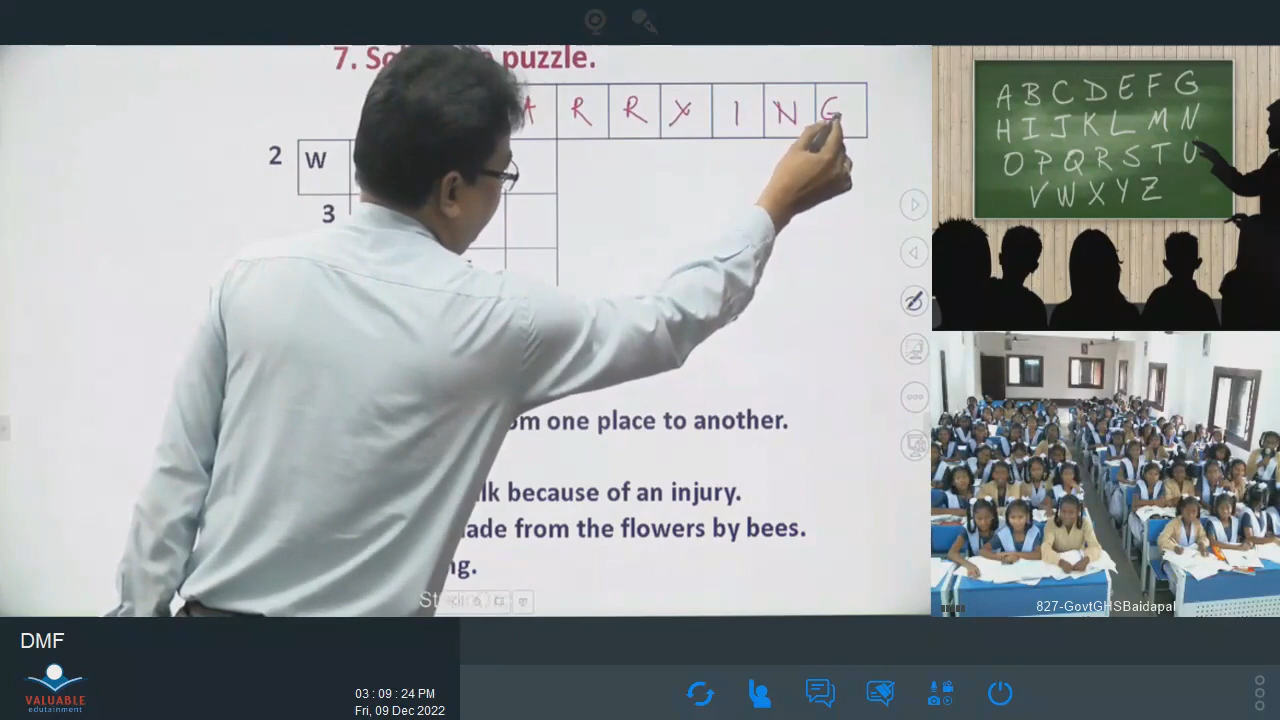 7. So puzzle.
A R R Y I N G
2 W
3
om one place to another.
lk because of an injury.
ade from the flowers by bees.
ng.
A B C D E F G
H I J K L M N
O P Q R S T U
V W X Y Z
827-GovtGHSBaidapal
DMF
VALUABLE
edutainment
03 : 09 : 24 PM
Fri, 09 Dec 2022